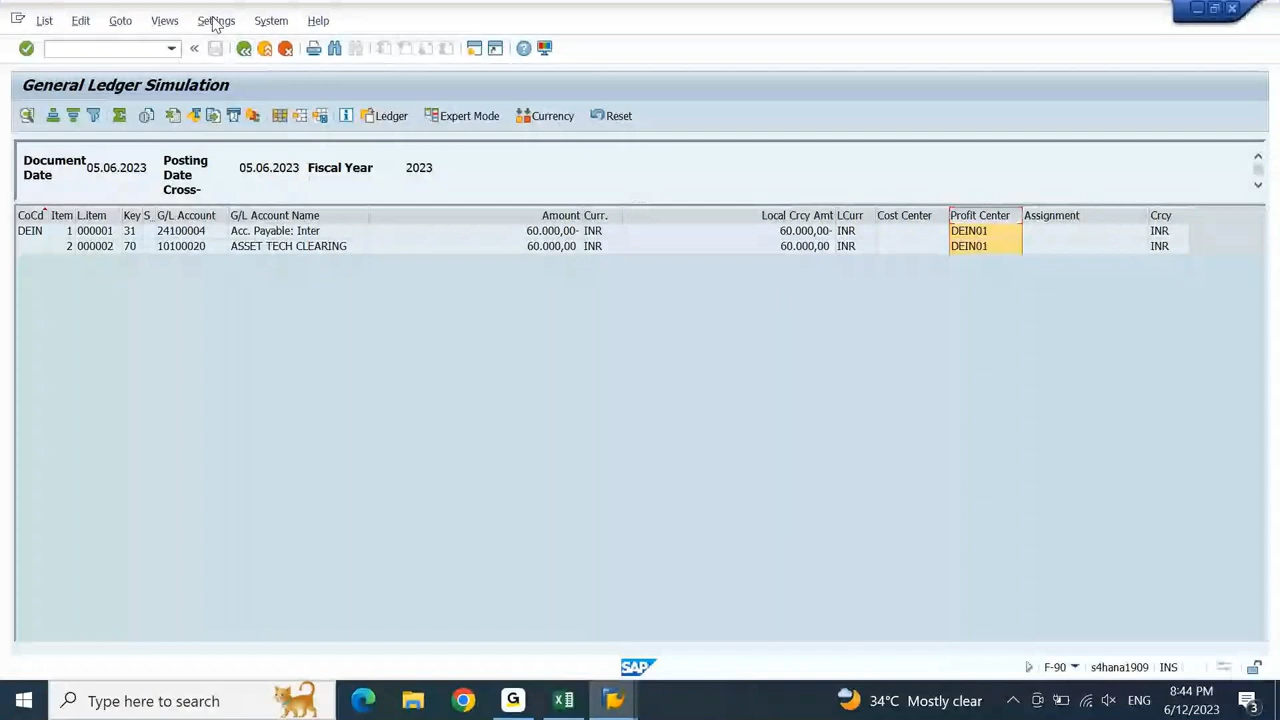 List Edit Goto Views Settings System Help
General Ledger Simulation
Ledger Expert Mode Currency Reset
Document Date 05.06.2023 Posting Date 05.06.2023 Fiscal Year 2023
Cross-
CoCd Item L.item Key S_ G/L Account G/L Account Name Amount Curr. Local Crcy Amt LCurr Cost Center Profit Center Assignment Crcy
DEIN 1 000001 31 24100004 Acc. Payable: Inter 60.000,00- INR 60.000,00- INR DEIN01 INR
2 000002 70 10100020 ASSET TECH CLEARING 60.000,00 INR 60.000,00 INR DEIN01 INR
SAP
F-90 s4hana1909 INS
Type here to search 34°C Mostly clear ENG 8:44 PM
6/12/2023 3